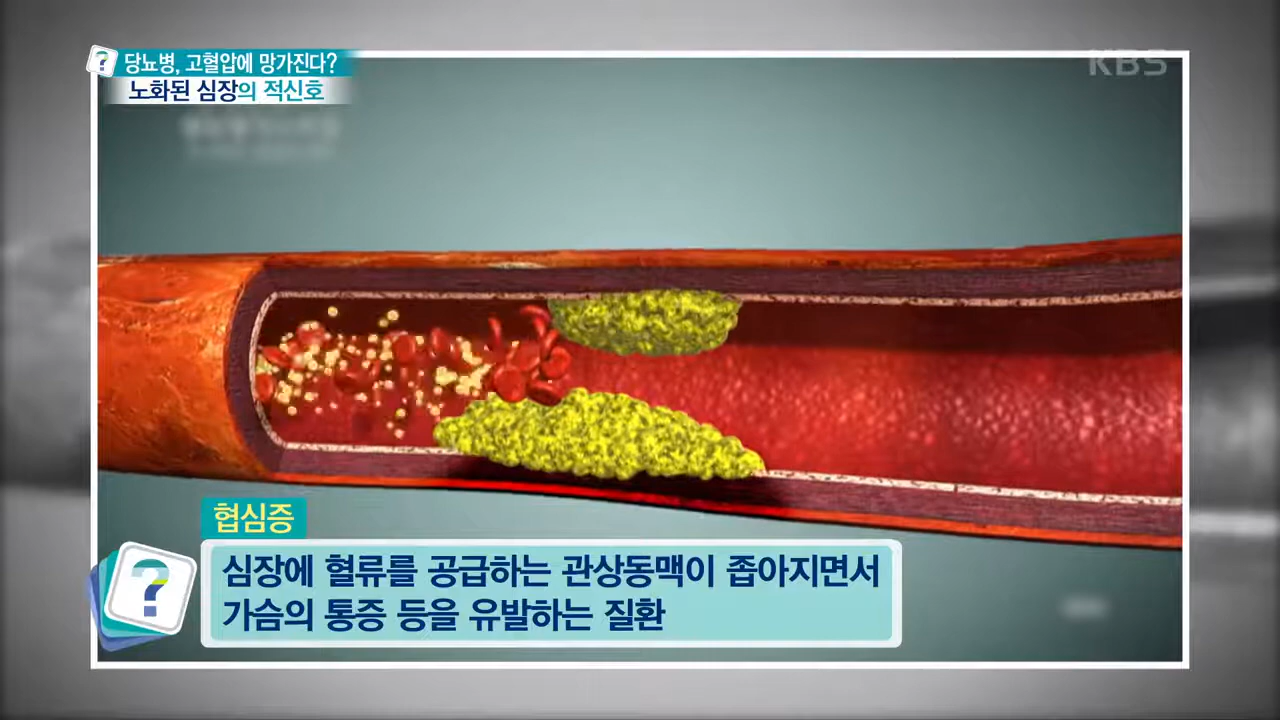 당뇨병, 고혈압에 망가진다?
노화된 심장의 적신호
KBS
협심증
심장에 혈류를 공급하는 관상동맥이 좁아지면서
가슴의 통증 등을 유발하는 질환